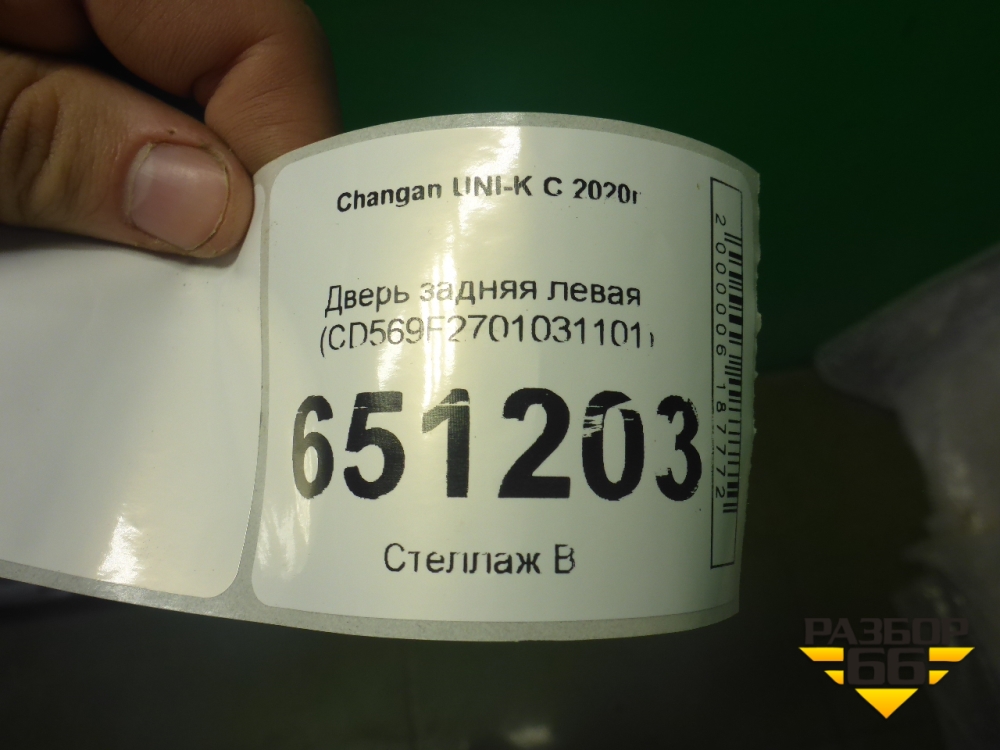 Changan UNI-K С 2020г
Дверь задняя левая
(CD569F2701031101)
651203
Стеллаж В
2000006187772
РАЗБОР
66